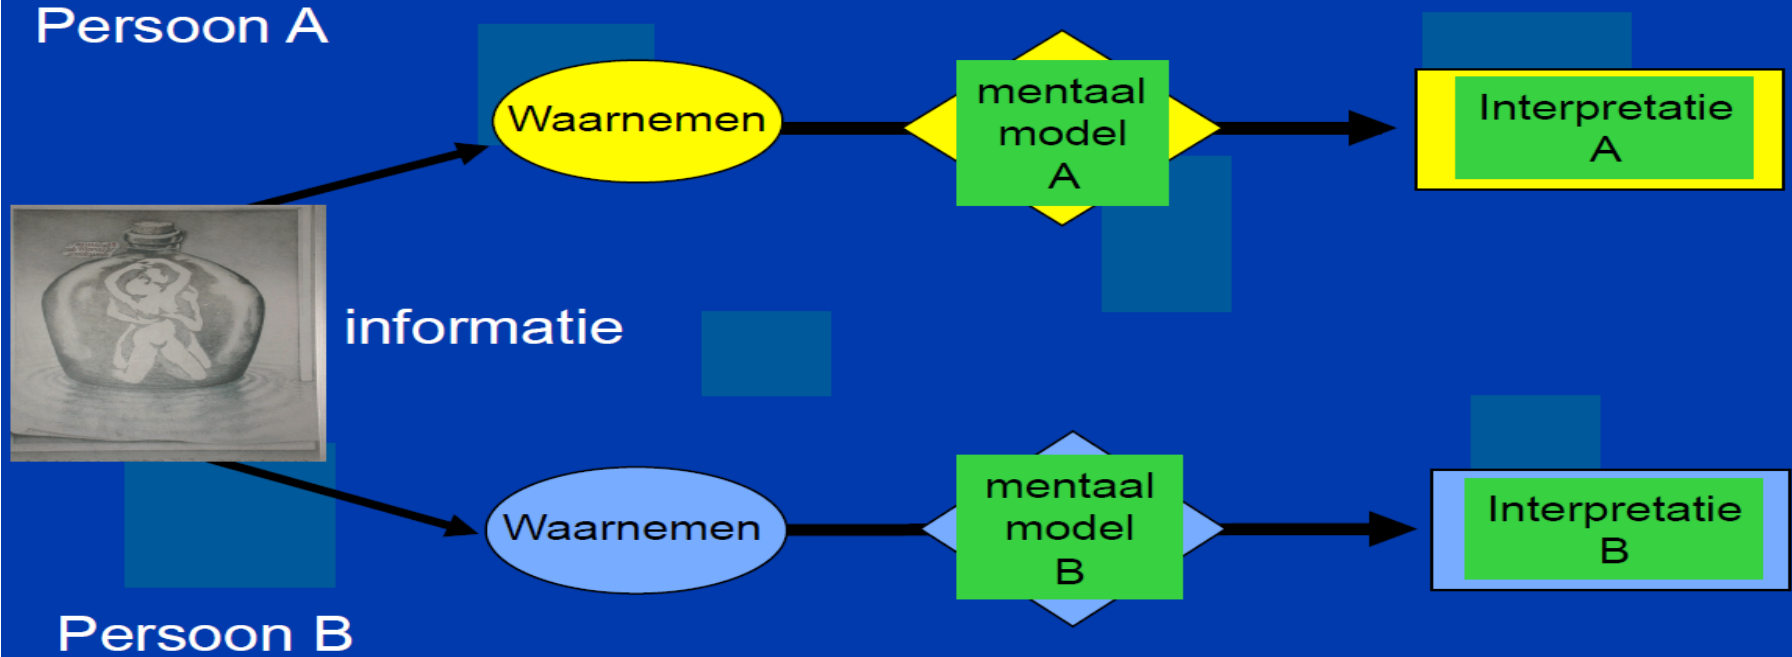 Persoon A
Waarnemen
mentaal
model
A
Interpretatie
A
informatie
Waarnemen
mentaal
model
B
Interpretatie
B
Persoon B